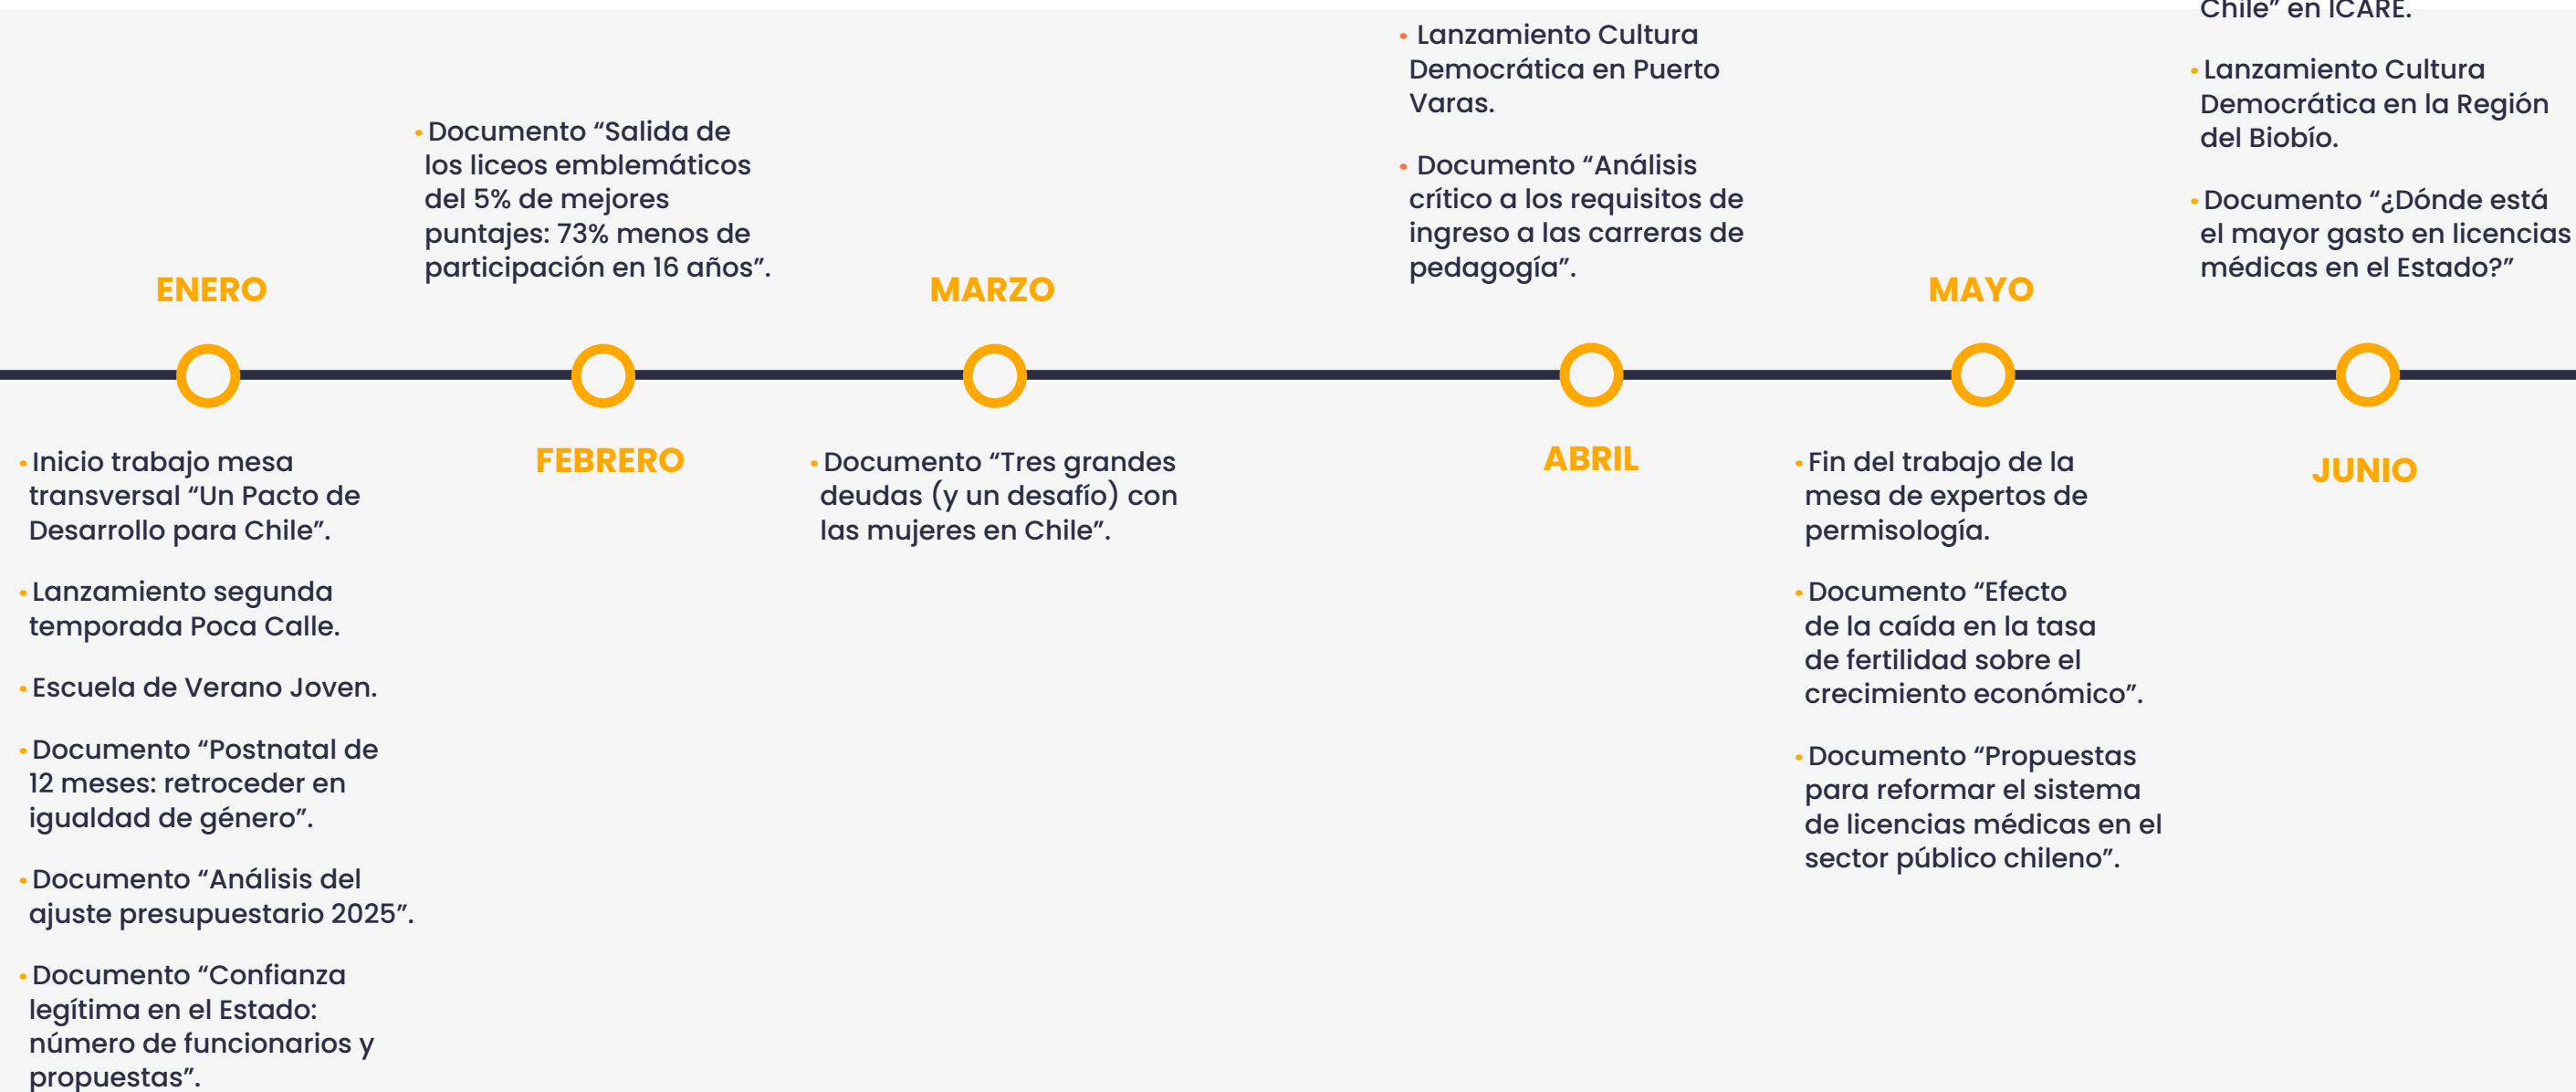 ENERO
• Inicio trabajo mesa
transversal “Un Pacto de
Desarrollo para Chile”.
• Lanzamiento segunda
temporada Poca Calle.
• Escuela de Verano Joven.
• Documento “Postnatal de
12 meses: retroceder en
igualdad de género”.
• Documento “Análisis del
ajuste presupuestario 2025”.
• Documento “Confianza
legítima en el Estado:
número de funcionarios y
propuestas”.
• Documento “Salida de
los liceos emblemáticos
del 5% de mejores
puntajes: 73% menos de
participación en 16 años”.
FEBRERO
MARZO
• Documento “Tres grandes
deudas (y un desafío) con
las mujeres en Chile”.
• Lanzamiento Cultura
Democrática en Puerto
Varas.
• Documento “Análisis
crítico a los requisitos de
ingreso a las carreras de
pedagogía”.
ABRIL
MAYO
• Fin del trabajo de la
mesa de expertos de
permisología.
• Documento “Efecto
de la caída en la tasa
de fertilidad sobre el
crecimiento económico”.
• Documento “Propuestas
para reformar el sistema
de licencias médicas en el
sector público chileno”.
Chile” en ICARE.
• Lanzamiento Cultura
Democrática en la Región
del Biobío.
• Documento “¿Dónde está
el mayor gasto en licencias
médicas en el Estado?”
JUNIO